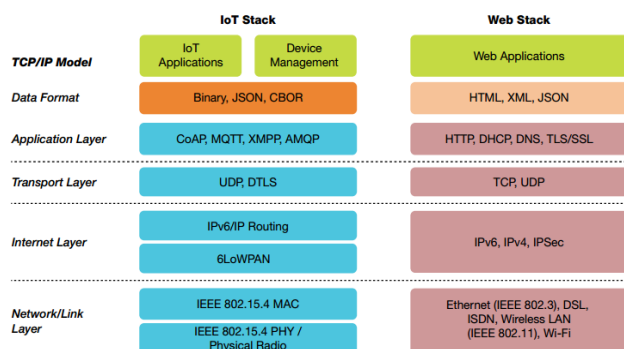 IoT Stack
Web Stack
TCP/IP Model
IoT
Applications
Device
Management
Web Applications
Data Format
Binary, JSON, CBOR
HTML, XML, JSON
Application Layer
CoAP, MQTT, XMPP, AMQP
HTTP, DHCP, DNS, TLS/SSL
Transport Layer
UDP, DTLS
TCP, UDP
Internet Layer
IPv6/IP Routing
6LoWPAN
IPv6, IPv4, IPSec
Network/Link
Layer
IEEE 802.15.4 MAC
IEEE 802.15.4 PHY /
Physical Radio
Ethernet (IEEE 802.3), DSL,
ISDN, Wireless LAN
(IEEE 802.11), Wi-Fi